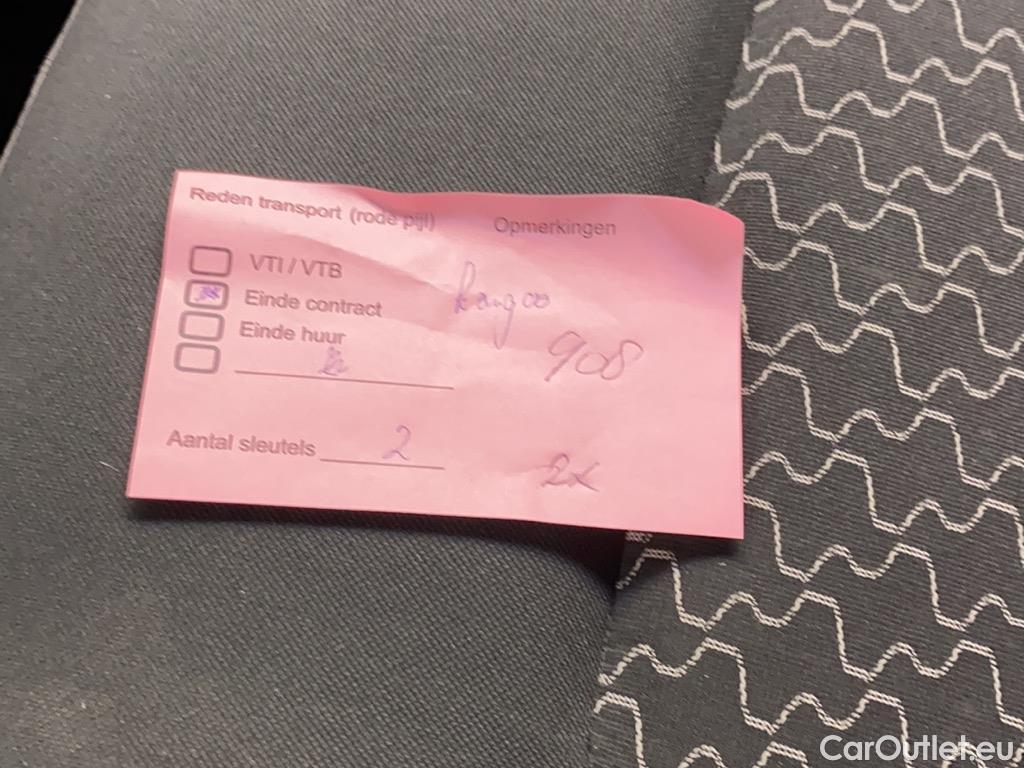 Reden transport (rode pijl)
Opmerkingen
VTI / VTB
Einde contract
Einde huur
Kangoo
908
Aantal sleutels 2
2x
CarOutlet.eu